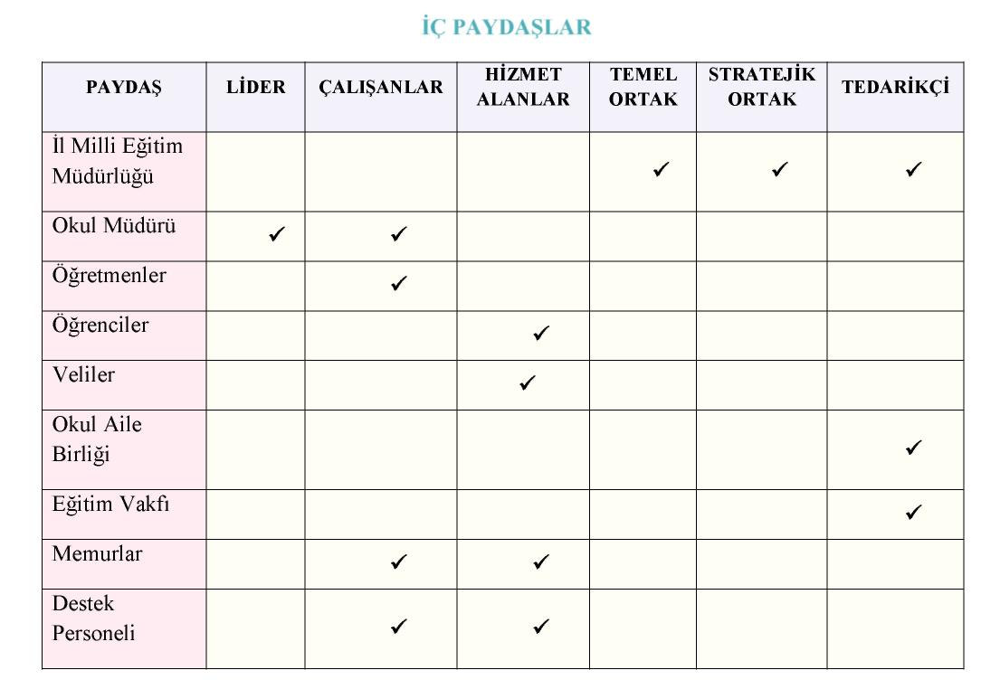 İÇ PAYDAŞLAR
PAYDAŞ LİDER ÇALIŞANLAR HİZMET ALANLAR TEMEL ORTAK STRATEJİK ORTAK TEDARİKÇİ
İl Milli Eğitim
Müdürlüğü ✓ ✓ ✓
Okul Müdürü ✓ ✓
Öğretmenler ✓
Öğrenciler ✓
Veliler ✓
Okul Aile
Birliği ✓
Eğitim Vakfı ✓
Memurlar ✓ ✓
Destek
Personeli ✓ ✓